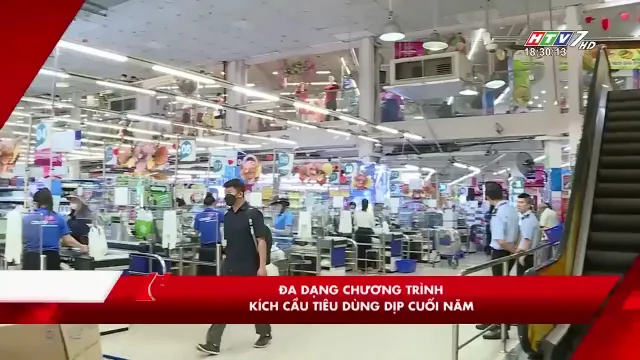 HTV7 HD
18:30:13
ĐA DẠNG CHƯƠNG TRÌNH
KÍCH CẦU TIÊU DÙNG DỊP CUỐI NĂM